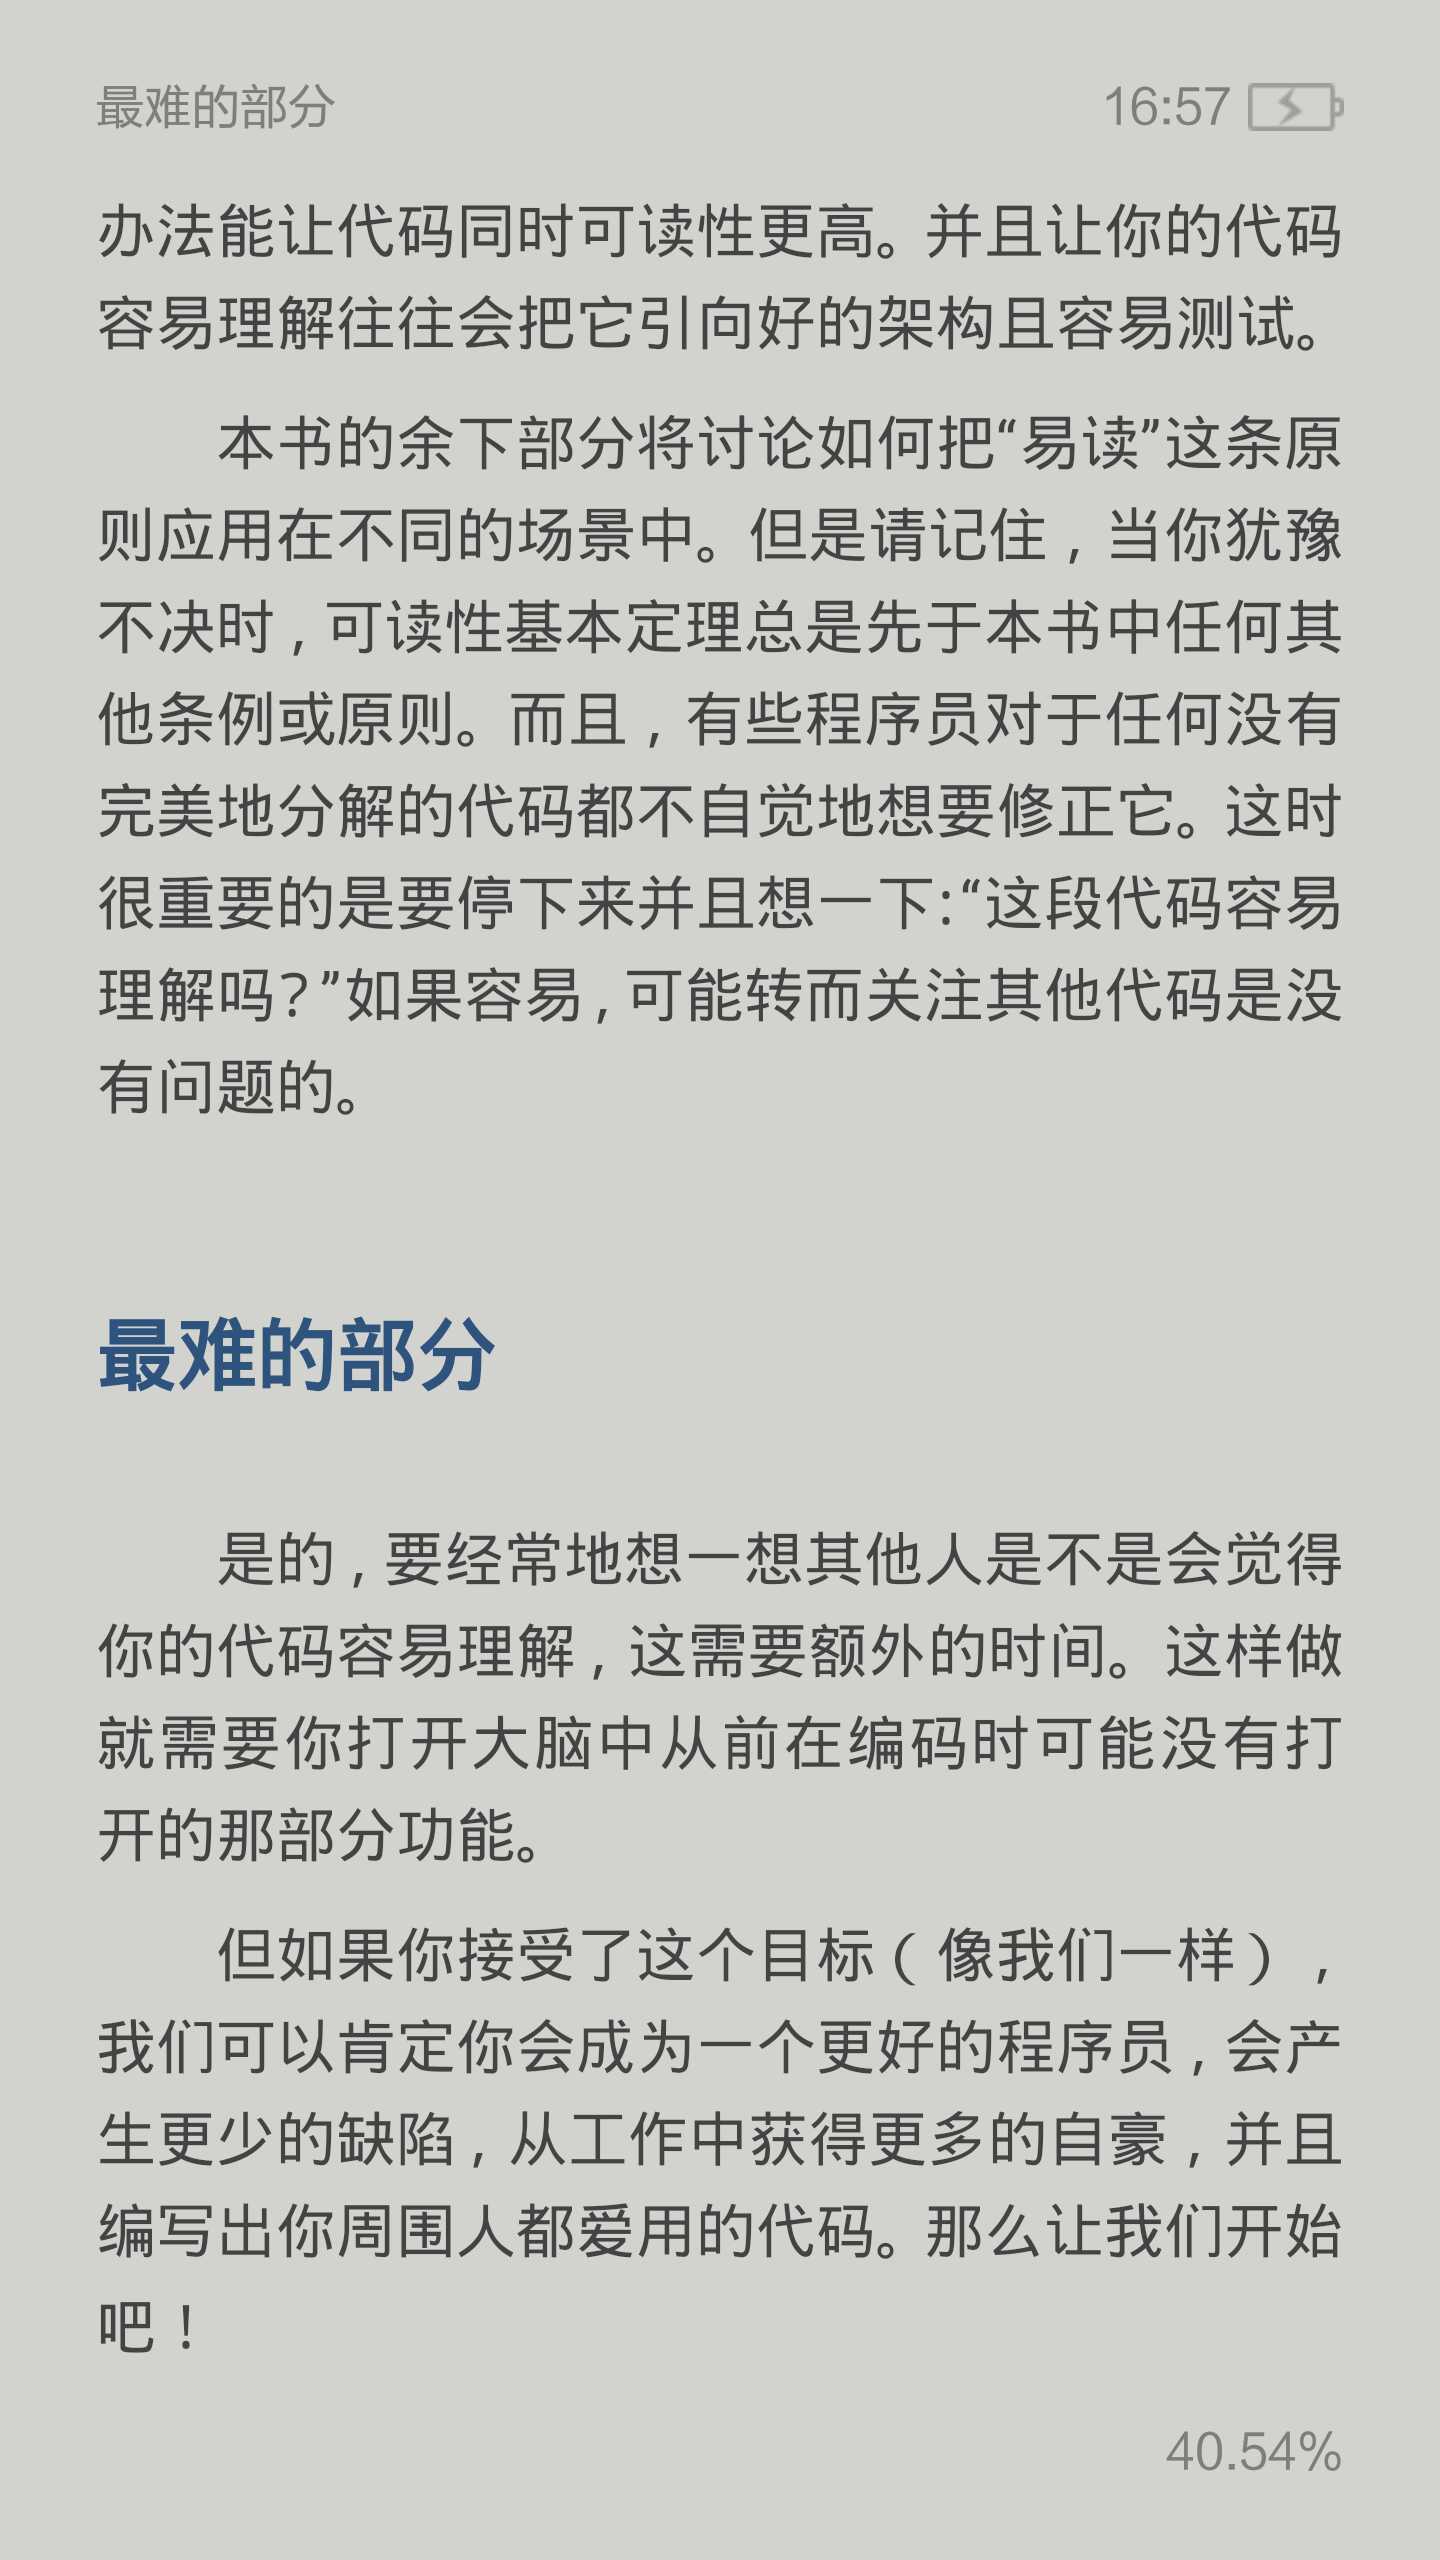 最难的部分
16:57
办法能让代码同时可读性更高。并且让你的代码
容易理解往往会把它引向好的架构且容易测试。
本书的余下部分将讨论如何把“易读”这条原
则应用在不同的场景中。但是请记住，当你犹豫
不决时，可读性基本定理总是先于本书中任何其
他条例或原则。而且，有些程序员对于任何没有
完美地分解的代码都不自觉地想要修正它。这时
很重要的是要停下来并且想一下：“这段代码容易
理解吗？”如果容易，可能转而关注其他代码是没
有问题的。
最难的部分
是的，要经常地想一想其他人是不是会觉得
你的代码容易理解，这需要额外的时间。这样做
就需要你打开大脑中从前在编码时可能没有打
开的那部分功能。
但如果你接受了这个目标（像我们一样），
我们可以肯定你会成为一个更好的程序员，会产
生更少的缺陷，从工作中获得更多的自豪，并且
编写出你周围人都爱用的代码。那么让我们开始
吧！
40.54%